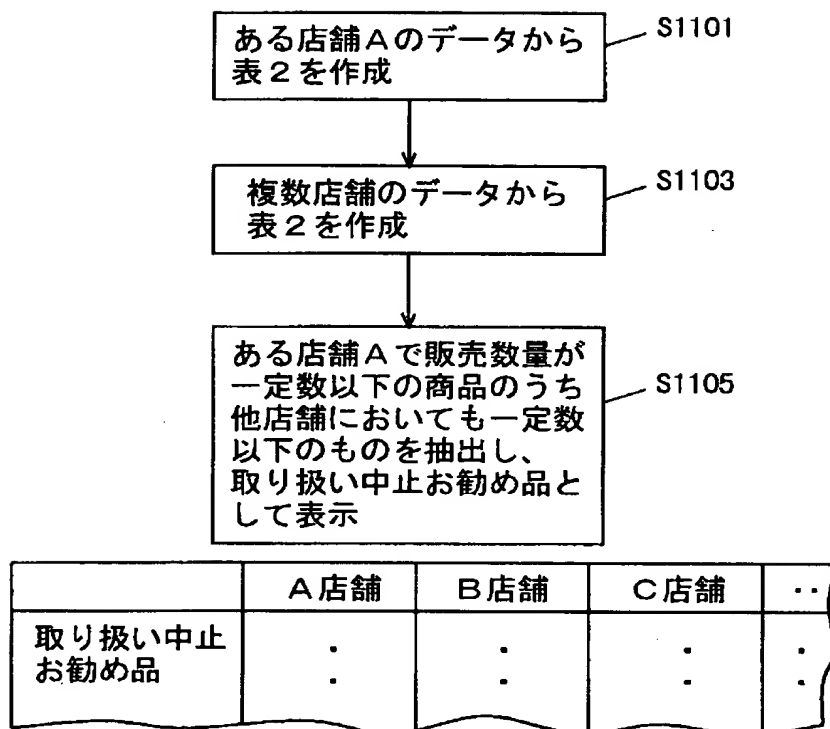 ある店舗Aのデータから
表2を作成
S1101
複数店舗のデータから
表2を作成
S1103
ある店舗Aで販売数量が
一定数以下の商品のうち
他店舗においても一定数
以下のものを抽出し、
取り扱い中止お勧め品と
して表示
S1105
A店舗 B店舗 C店舗 ‥
取り扱い中止
お勧め品